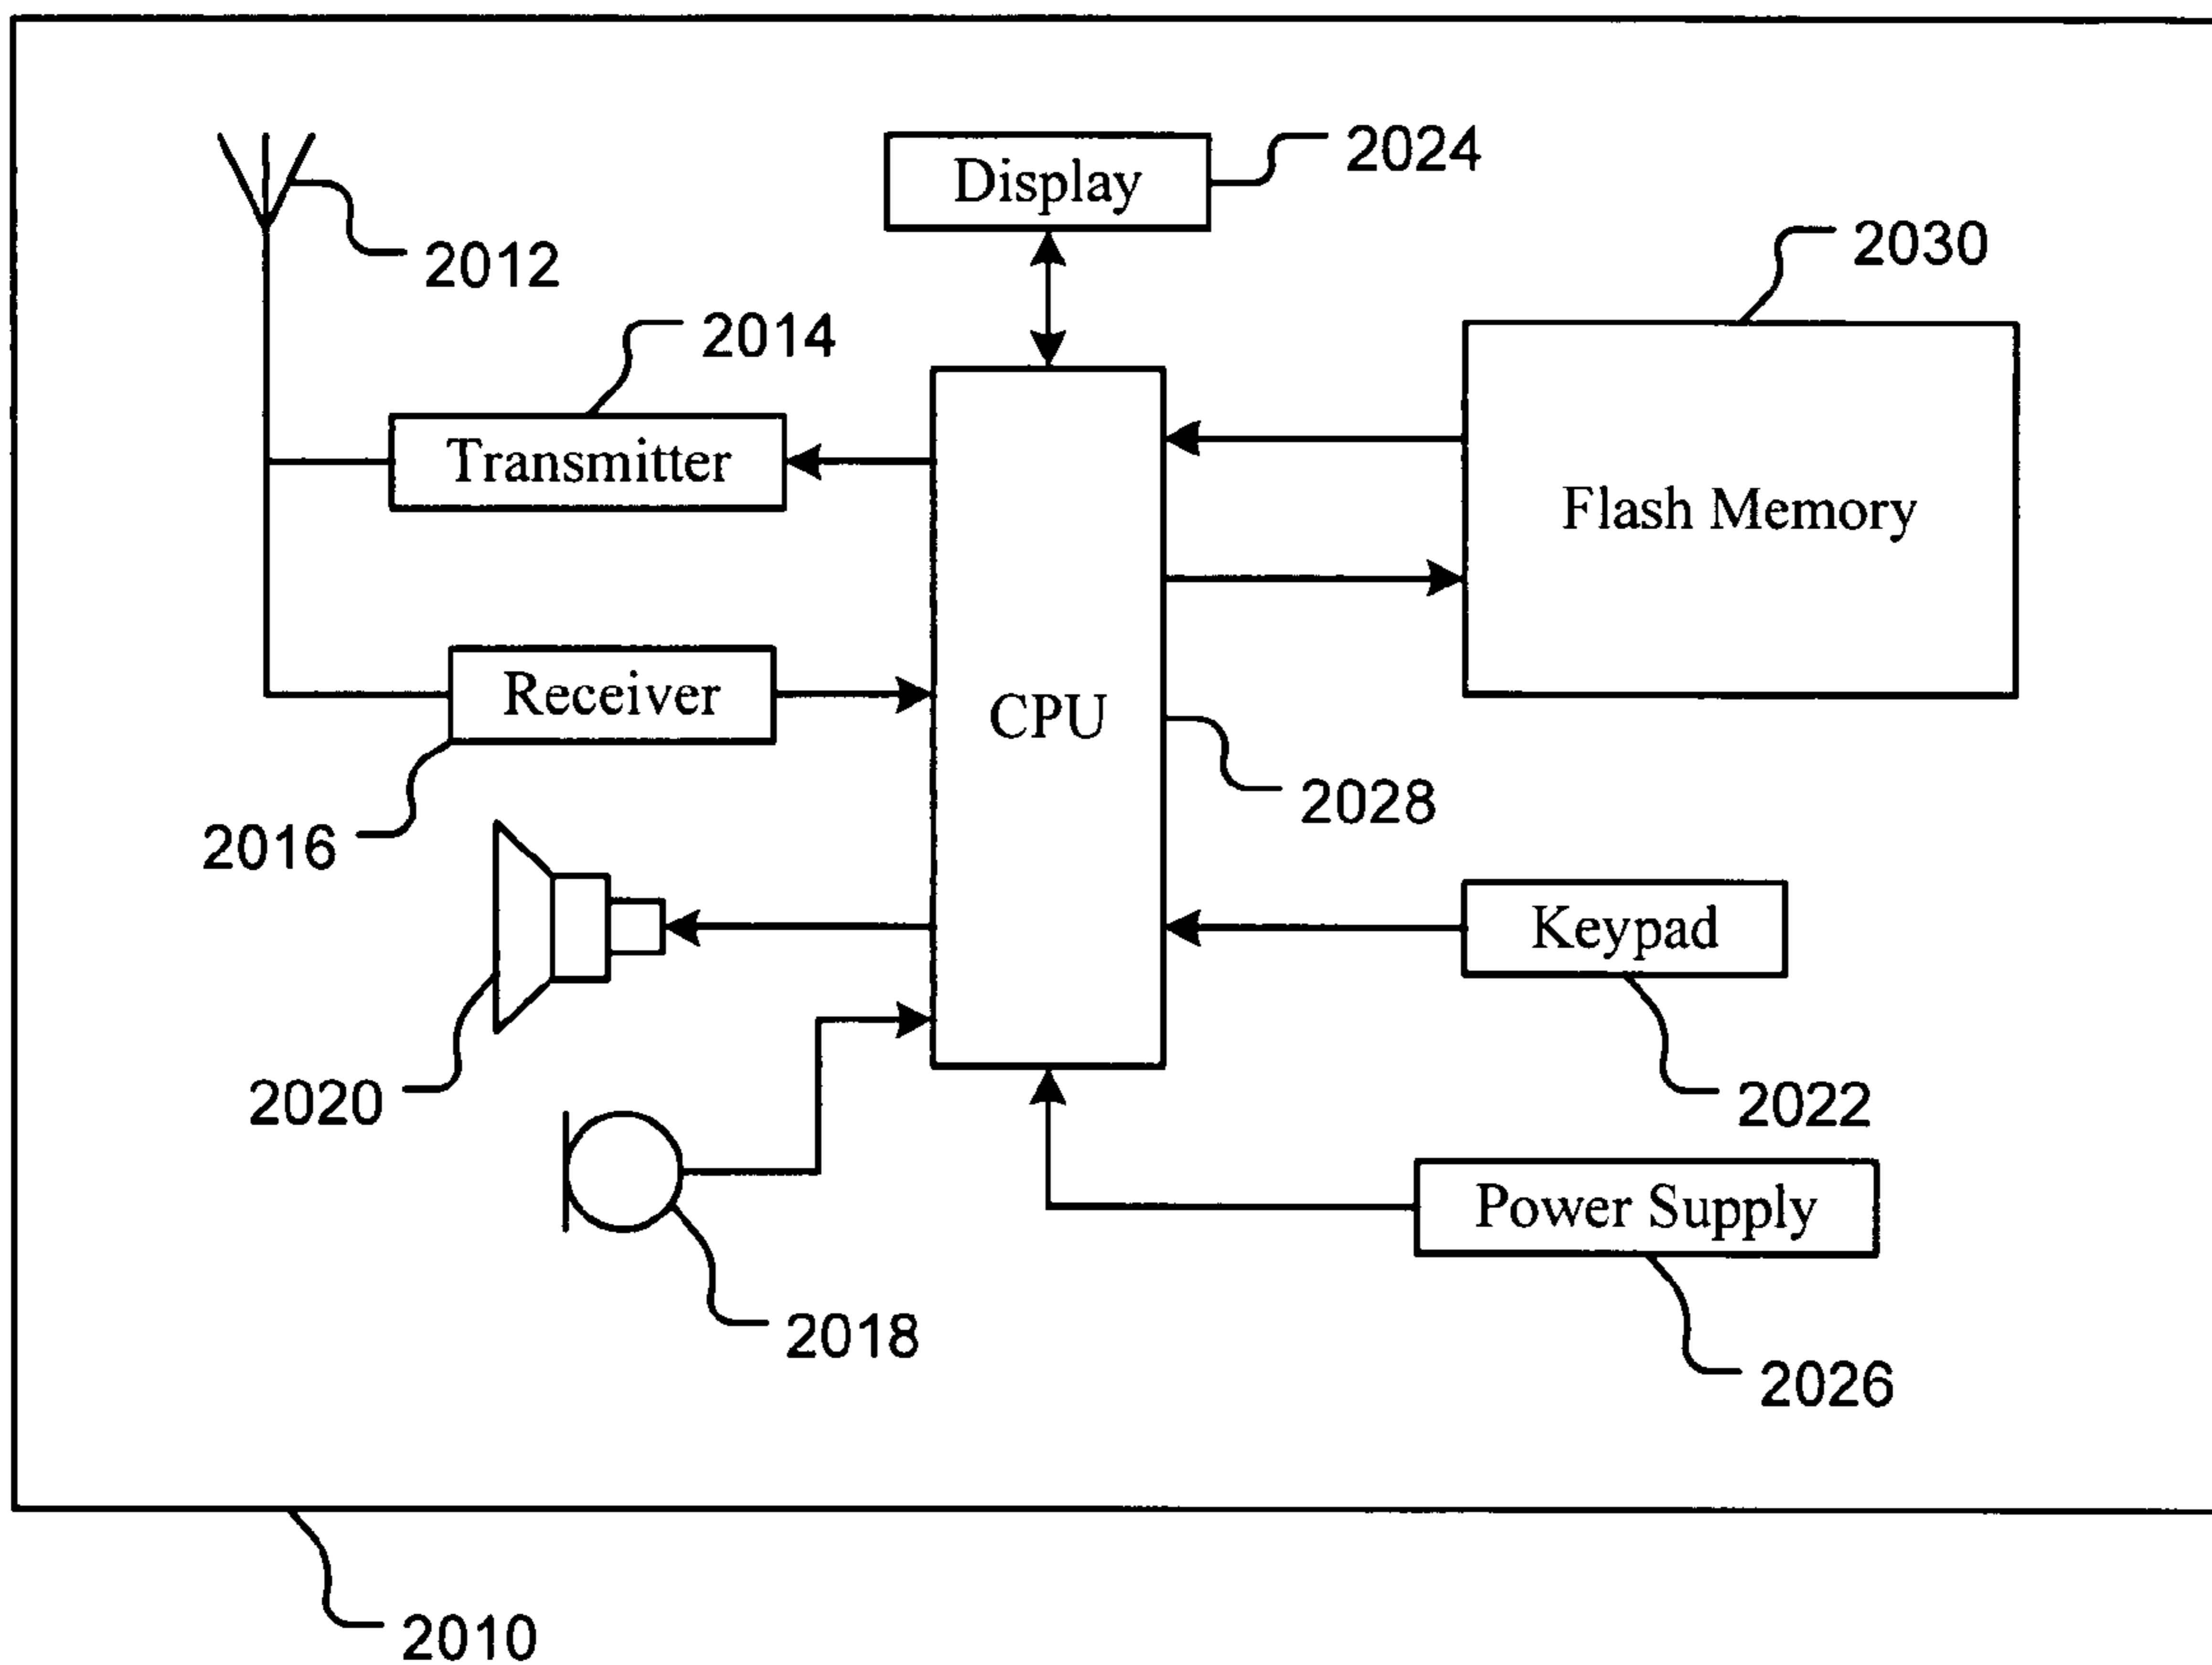 Display
2024
2012
2030
2014
Transmitter
Flash Memory
Receiver
CPU
2028
2016
Keypad
2020
2022
Power Supply
2018
2026
2010